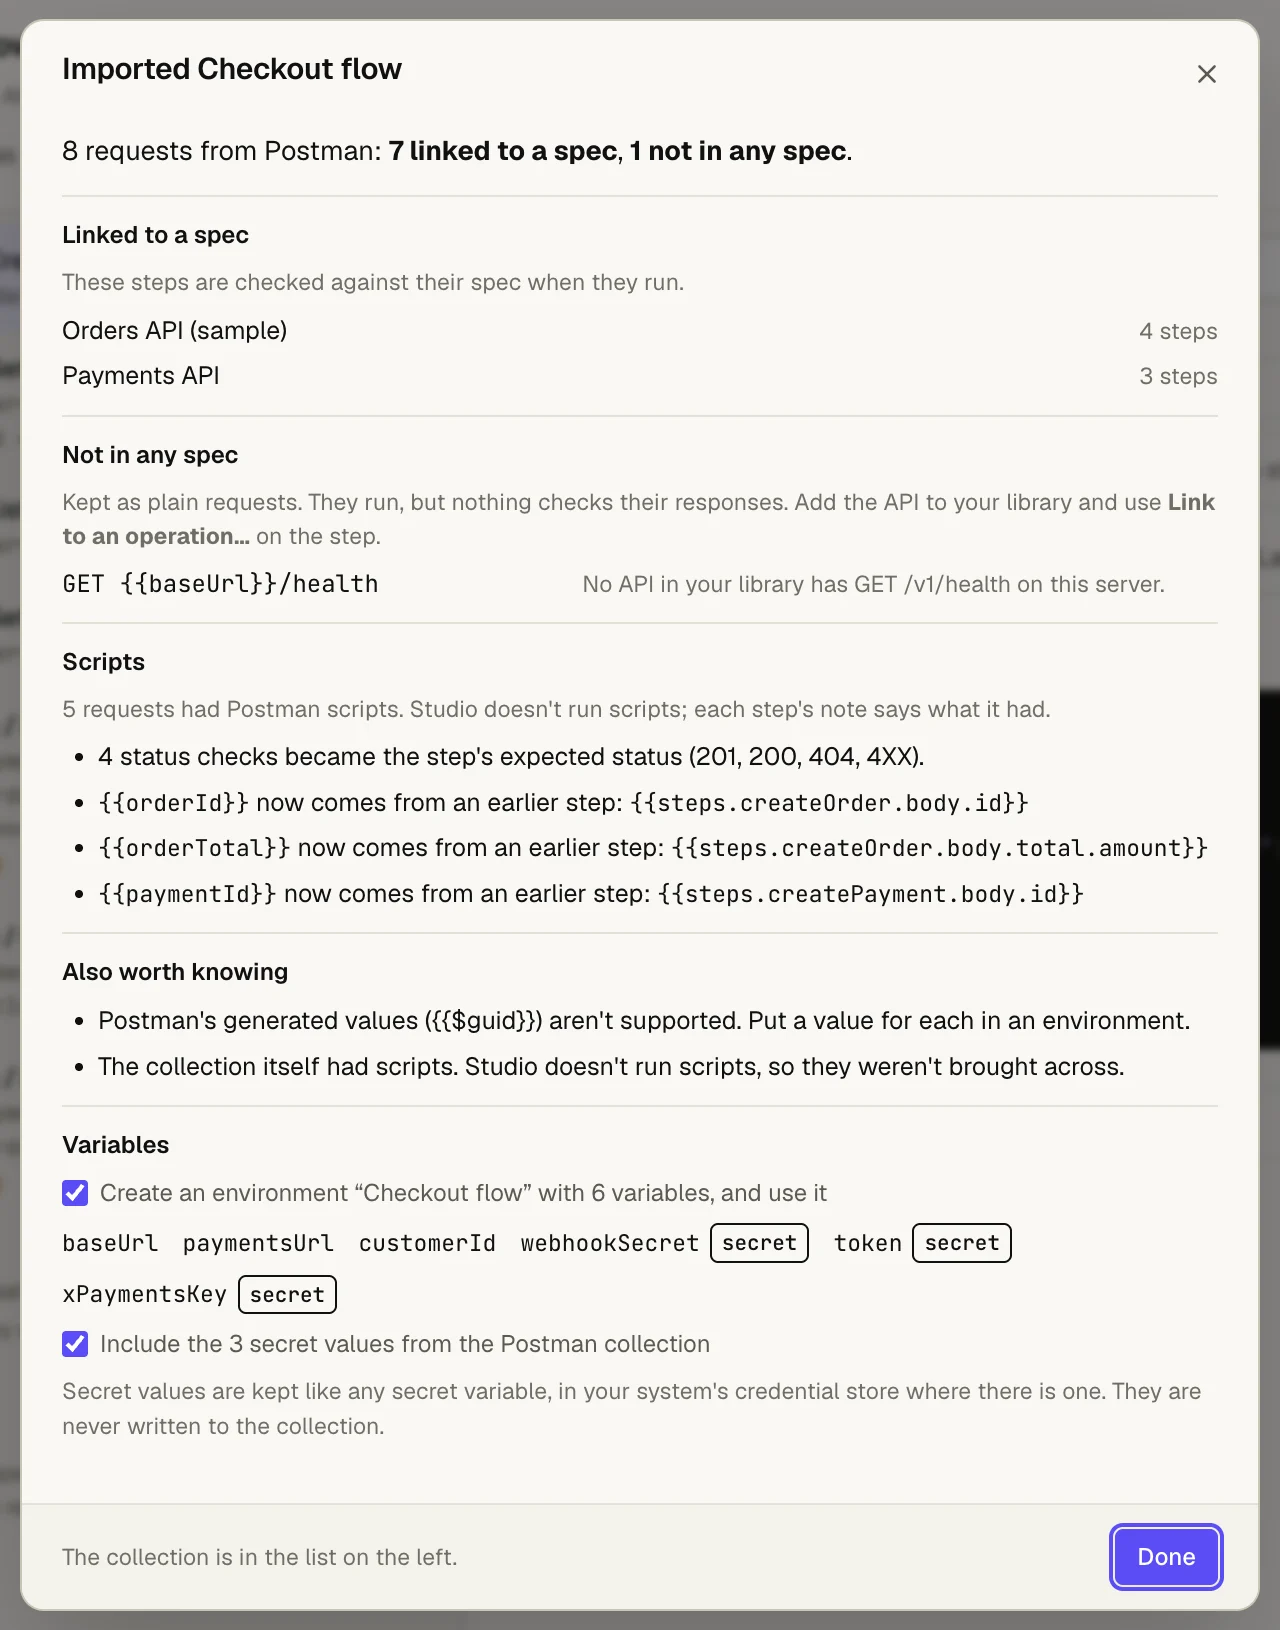 Imported Checkout flow
8 requests from Postman: 7 linked to a spec, 1 not in any spec.
Linked to a spec
These steps are checked against their spec when they run.
Orders API (sample) 4 steps
Payments API 3 steps
Not in any spec
Kept as plain requests. They run, but nothing checks their responses. Add the API to your library and use Link
to an operation... on the step.
GET {{baseUrl}}/health No API in your library has GET /v1/health on this server.
Scripts
5 requests had Postman scripts. Studio doesn't run scripts; each step's note says what it had.
• 4 status checks became the step's expected status (201, 200, 404, 4XX).
• {{orderId}} now comes from an earlier step: {{steps.createOrder.body.id}}
• {{orderTotal}} now comes from an earlier step: {{steps.createOrder.body.total.amount}}
• {{paymentId}} now comes from an earlier step: {{steps.createPayment.body.id}}
Also worth knowing
• Postman's generated values ({{$guid}}) aren't supported. Put a value for each in an environment.
• The collection itself had scripts. Studio doesn't run scripts, so they weren't brought across.
Variables
Create an environment “Checkout flow” with 6 variables, and use it
baseUrl paymentsUrl customerId webhookSecret secret token secret
xPaymentsKey secret
Include the 3 secret values from the Postman collection
Secret values are kept like any secret variable, in your system's credential store where there is one. They are
never written to the collection.
The collection is in the list on the left. Done